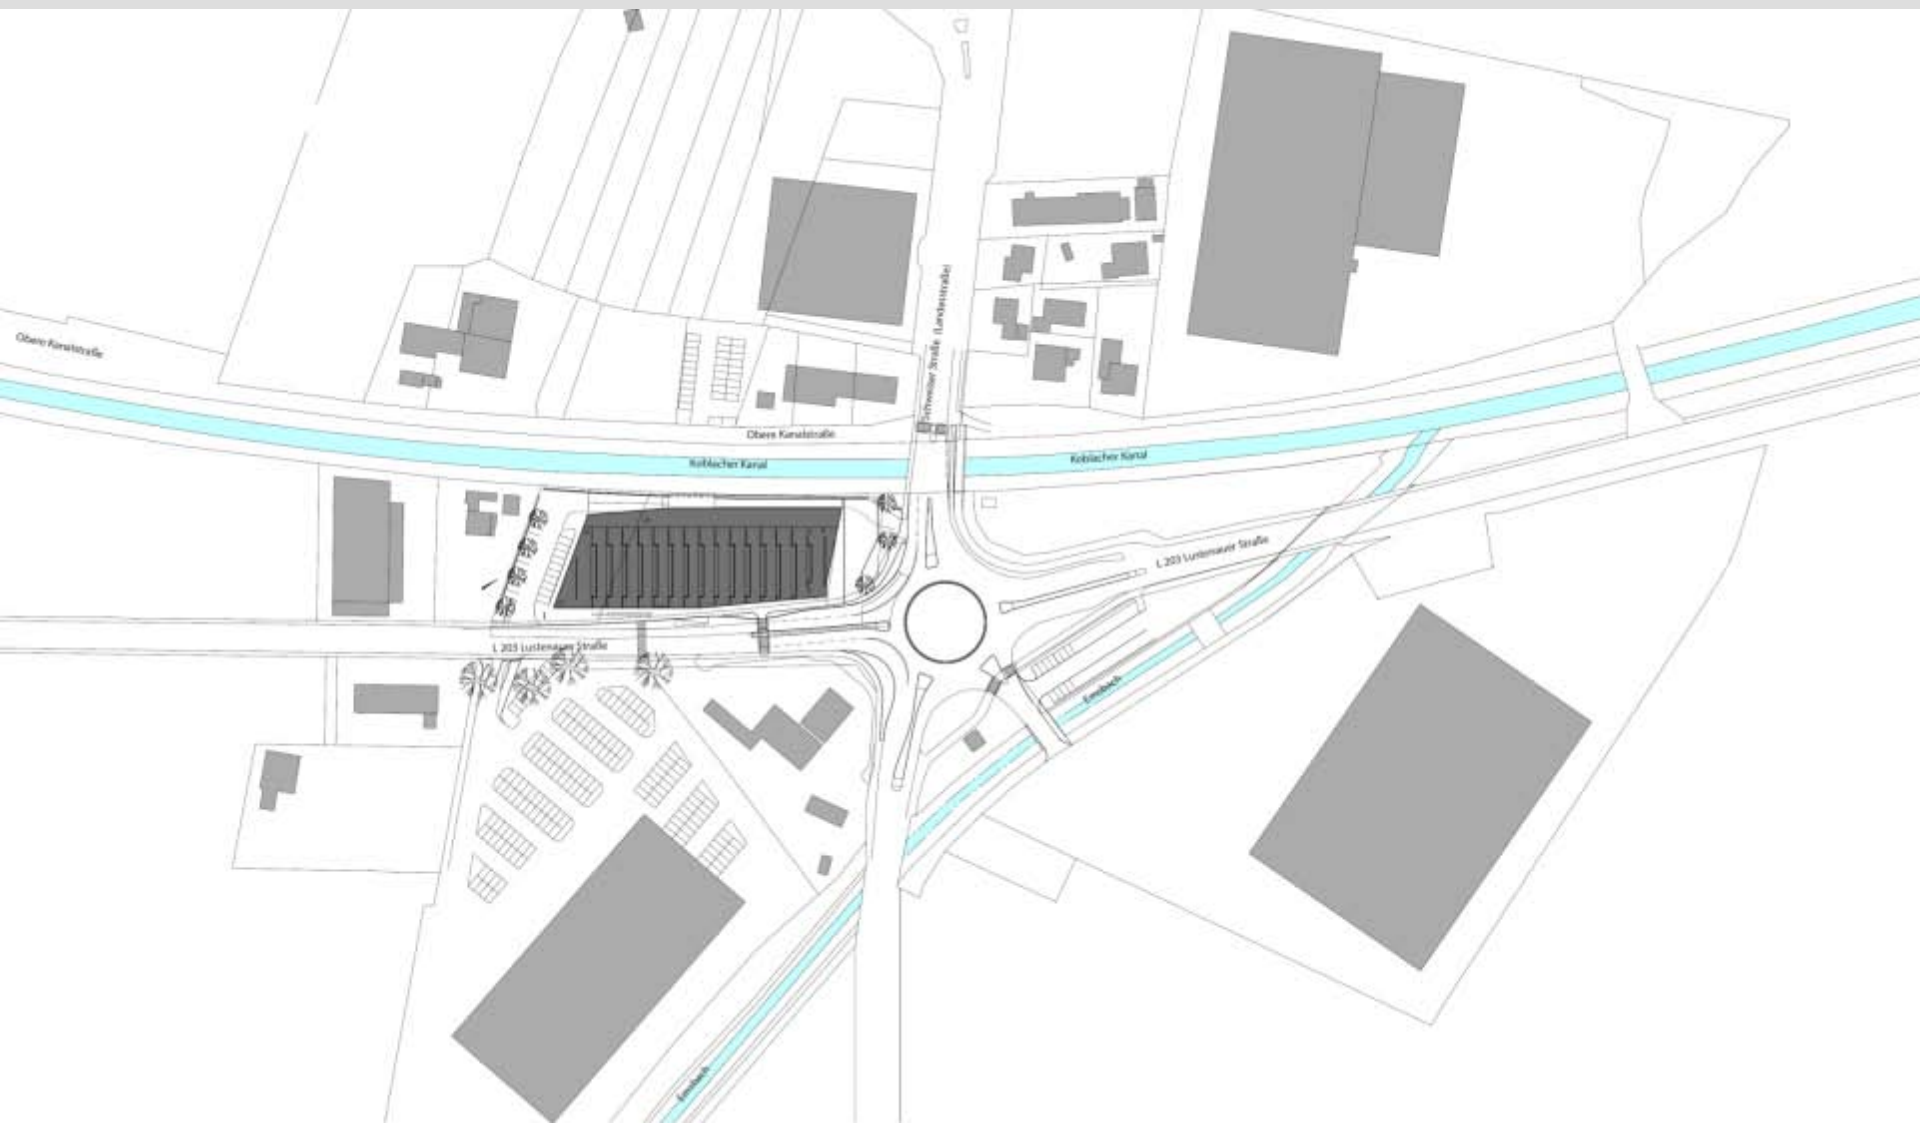 Schweizer Straße (Landesstraße)
Obere Kanalstraße
Obere Kanalstraße
Koblacher Kanal
Koblacher Kanal
L 203 Lustenauer Straße
L 203 Lustenauer Straße
Emsbach
Emsbach